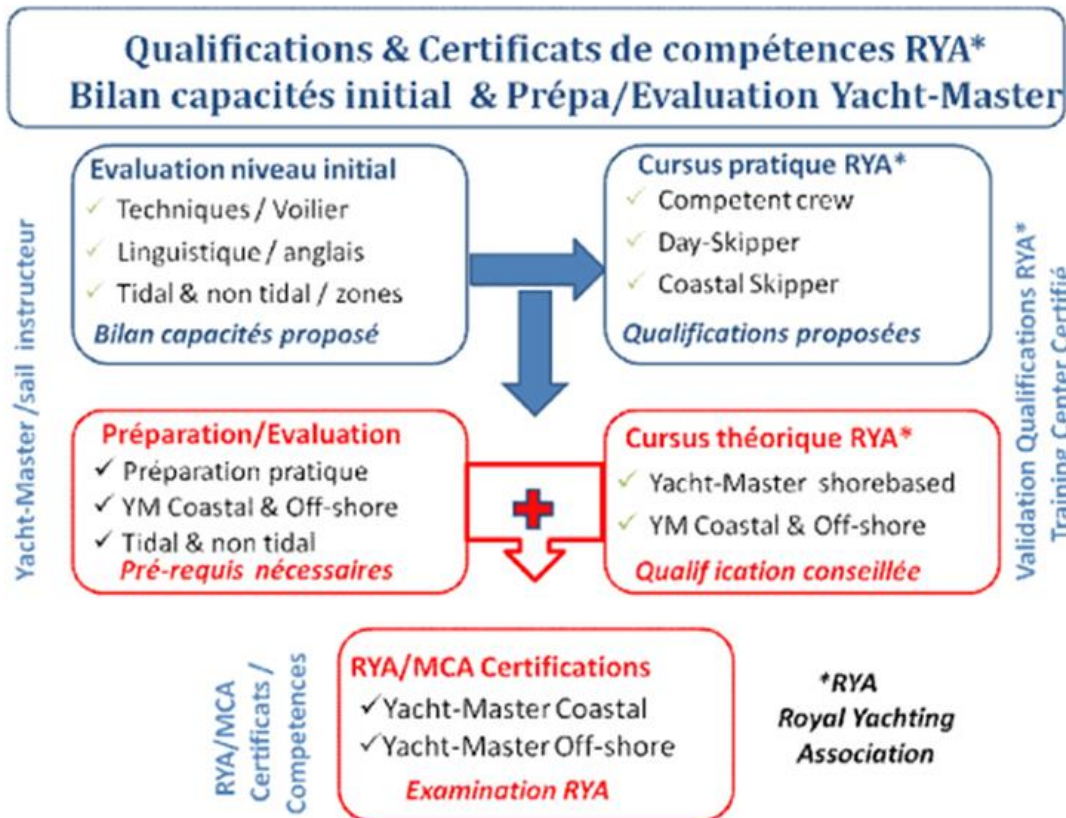 Qualifications & Certificats de compétences RYA*
Bilan capacités initial & Prépa/Evaluation Yacht-Master
Evaluation niveau initial
✓ Techniques / Voilier
✓ Linguistique / anglais
✓ Tidal & non tidal / zones
Bilan capacités proposé
Cursus pratique RYA*
✓ Competent crew
✓ Day-Skipper
✓ Coastal Skipper
Qualifications proposées
Yacht-Master /sail instructeur
Validation Qualifications RYA*
Training Center Certifié
Préparation/Evaluation
✓ Préparation pratique
✓ YM Coastal & Off-shore
✓ Tidal & non tidal
Pré-requis nécessaires
Cursus théorique RYA*
✓ Yacht-Master shorebased
✓ YM Coastal & Off-shore
Qualification conseillée
RYA/MCA
Certificats /
Competences
RYA/MCA Certifications
✓Yacht-Master Coastal
✓Yacht-Master Off-shore
Examination RYA
*RYA
Royal Yachting
Association